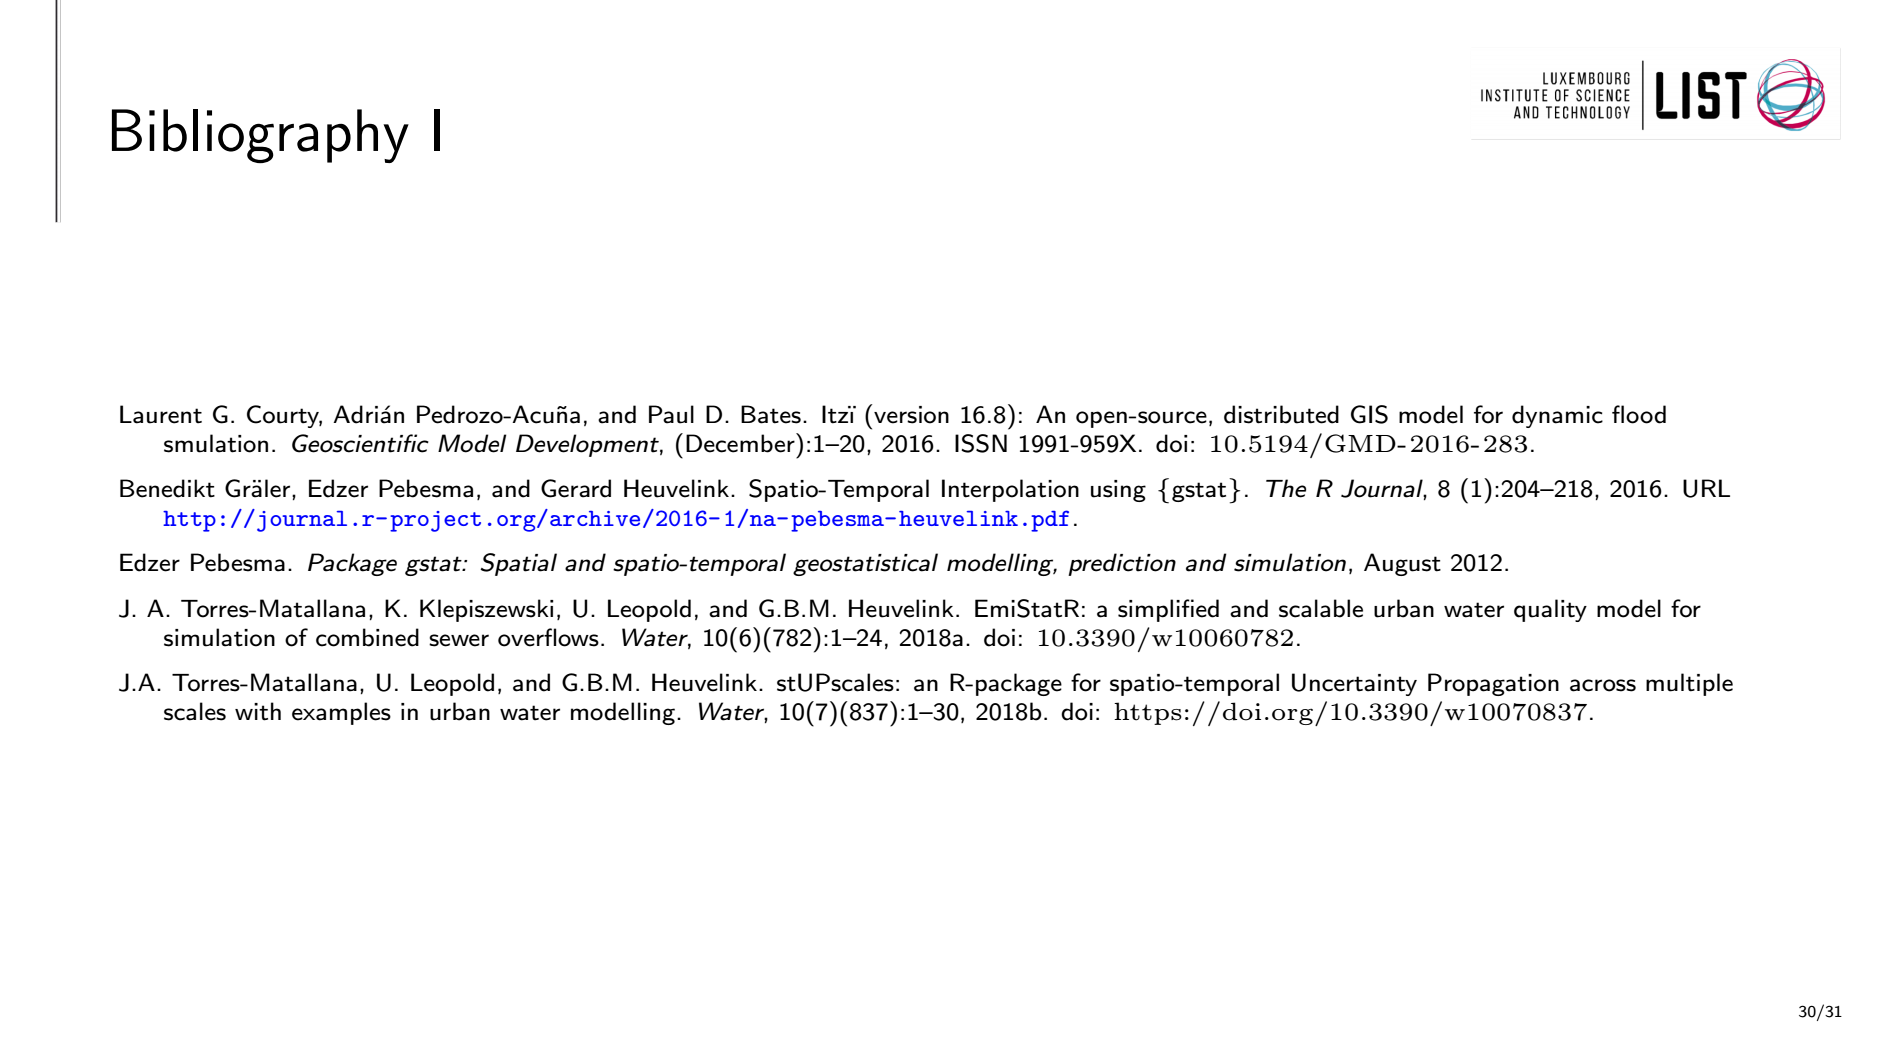 LUXEMBOURG
INSTITUTE OF SCIENCE
AND TECHNOLOGY
LIST
Bibliography I
Laurent G. Courty, Adrián Pedrozo-Acuña, and Paul D. Bates. Itzï (version 16.8): An open-source, distributed GIS model for dynamic flood
smulation. Geoscientific Model Development, (December):1–20, 2016. ISSN 1991-959X. doi: 10.5194/GMD-2016-283.
Benedikt Gräler, Edzer Pebesma, and Gerard Heuvelink. Spatio-Temporal Interpolation using {gstat}. The R Journal, 8 (1):204–218, 2016. URL
http://journal.r-project.org/archive/2016-1/na-pebesma-heuvelink.pdf.
Edzer Pebesma. Package gstat: Spatial and spatio-temporal geostatistical modelling, prediction and simulation, August 2012.
J. A. Torres-Matallana, K. Klepiszewski, U. Leopold, and G.B.M. Heuvelink. EmiStatR: a simplified and scalable urban water quality model for
simulation of combined sewer overflows. Water, 10(6)(782):1–24, 2018a. doi: 10.3390/w10060782.
J.A. Torres-Matallana, U. Leopold, and G.B.M. Heuvelink. stUPscales: an R-package for spatio-temporal Uncertainty Propagation across multiple
scales with examples in urban water modelling. Water, 10(7)(837):1–30, 2018b. doi: https://doi.org/10.3390/w10070837.
30/31